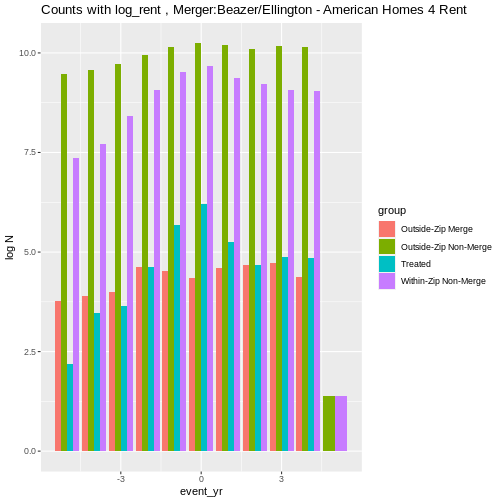 Counts with log_rent , Merger:Beazer/Ellington - American Homes 4 Rent
10.0
7.5
5.0
2.5
0.0
log N
-3
0
3
event_yr
group
Outside-Zip Merge
Outside-Zip Non-Merge
Treated
Within-Zip Non-Merge